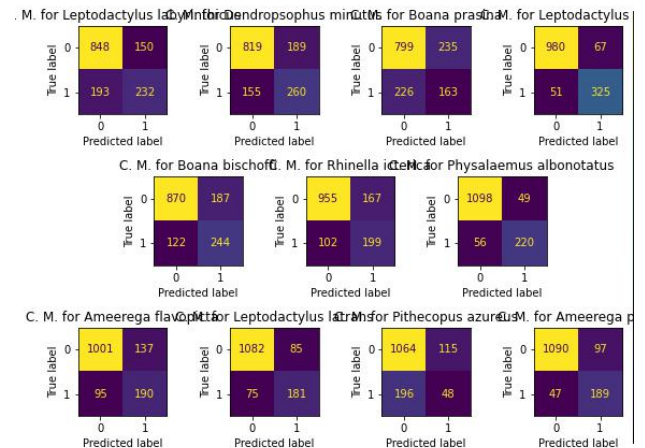 . M. for Leptodactylus C. M. for Dendropsophus minutus C. M. for Boana prasina C. M. for Leptodactylus
0 848 150 0 819 189 0 799 235 0 980 67
True label True label True label True label
1 193 232 1 155 260 1 226 163 1 51 325
0 1 0 1 0 1 0 1
Predicted label Predicted label Predicted label Predicted label
C. M. for Boana bischoffi C. M. for Rhinella icterica C. M. for Physalaemus albonotatus
0 870 187 0 955 167 0 1098 49
True label True label True label
1 122 244 1 102 199 1 56 220
0 1 0 1 0 1
Predicted label Predicted label Predicted label
C. M. for Ameerega flavopicta C. M. for Leptodactylus latrans C. M. for Pithecopus azureus C. M. for Ameerega p
0 1001 137 0 1082 85 0 1064 115 0 1090 97
True label True label True label True label
1 95 190 1 75 181 1 196 48 1 47 189
0 1 0 1 0 1 0 1
Predicted label Predicted label Predicted label Predicted label